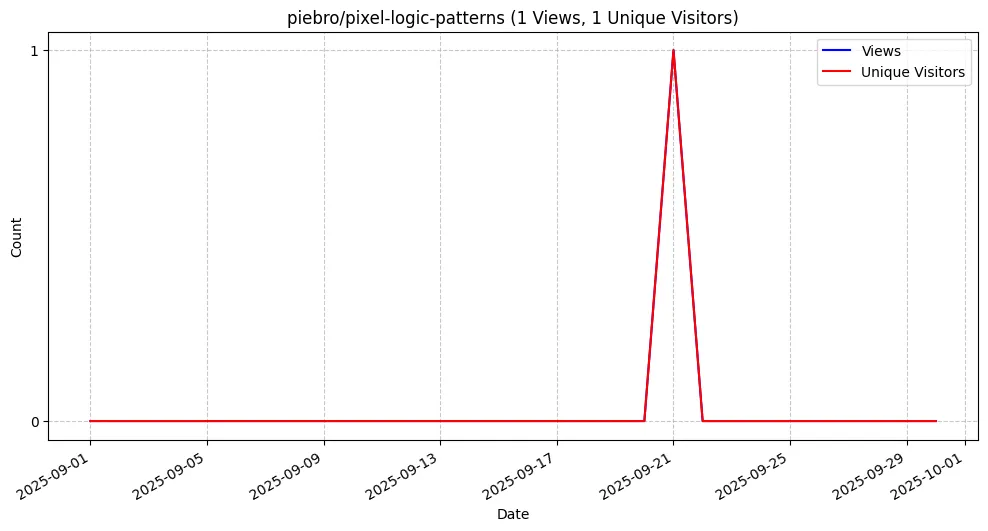 piebro/pixel-logic-patterns (1 Views, 1 Unique Visitors)
Views
Unique Visitors
1
0
Count
2025-09-01
2025-09-05
2025-09-09
2025-09-13
2025-09-17
2025-09-21
2025-09-25
2025-09-29
2025-10-01
Date